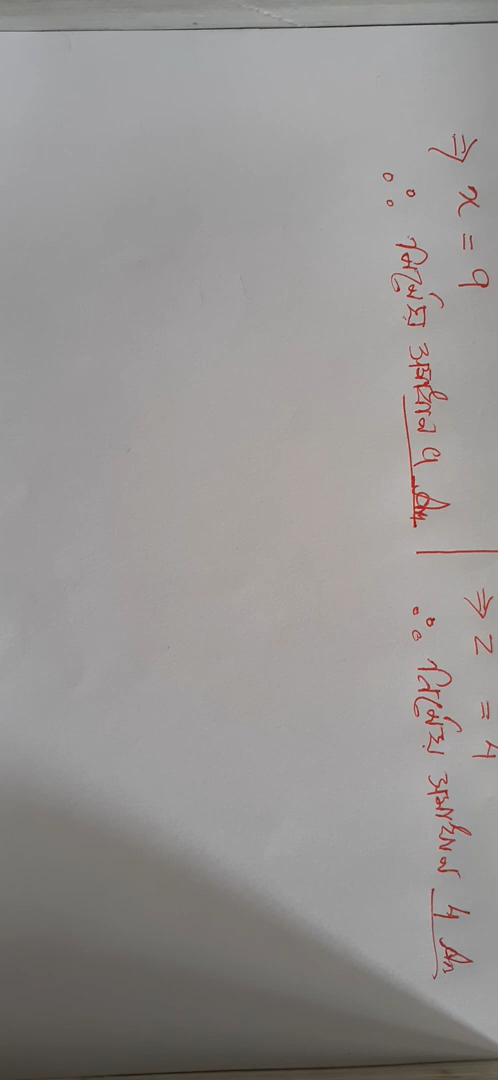 ⇒ x = 9
∴ নির্ণেয় সমাধান 9 Ans
⇒ z = 4
∴ নির্ণেয় সমাধান 4 Ans